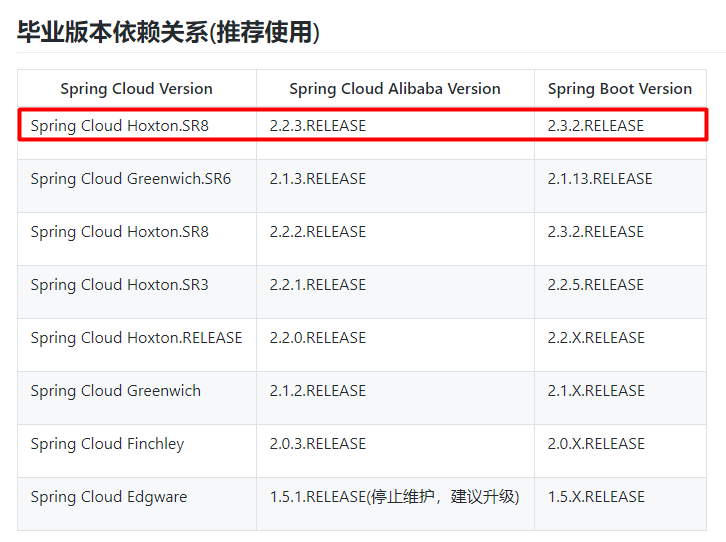 毕业版本依赖关系(推荐使用)
Spring Cloud Version Spring Cloud Alibaba Version Spring Boot Version
Spring Cloud Hoxton.SR8 2.2.3.RELEASE 2.3.2.RELEASE
Spring Cloud Greenwich.SR6 2.1.3.RELEASE 2.1.13.RELEASE
Spring Cloud Hoxton.SR8 2.2.2.RELEASE 2.3.2.RELEASE
Spring Cloud Hoxton.SR3 2.2.1.RELEASE 2.2.5.RELEASE
Spring Cloud Hoxton.RELEASE 2.2.0.RELEASE 2.2.X.RELEASE
Spring Cloud Greenwich 2.1.2.RELEASE 2.1.X.RELEASE
Spring Cloud Finchley 2.0.3.RELEASE 2.0.X.RELEASE
Spring Cloud Edgware 1.5.1.RELEASE(停止维护，建议升级) 1.5.X.RELEASE